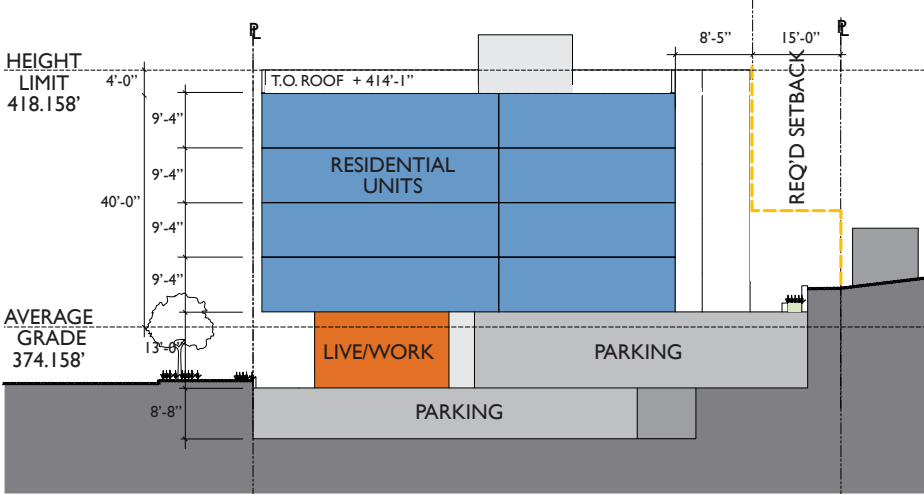 ℄
8'-5"
15'-0"
℄
HEIGHT
LIMIT
418.158'
4'-0"
T.O. ROOF + 414'-1"
REQ'D SETBACK
9'-4"
9'-4"
RESIDENTIAL
UNITS
40'-0"
9'-4"
9'-4"
AVERAGE
GRADE
374.158'
13'-0"
LIVE/WORK
PARKING
8'-8"
PARKING